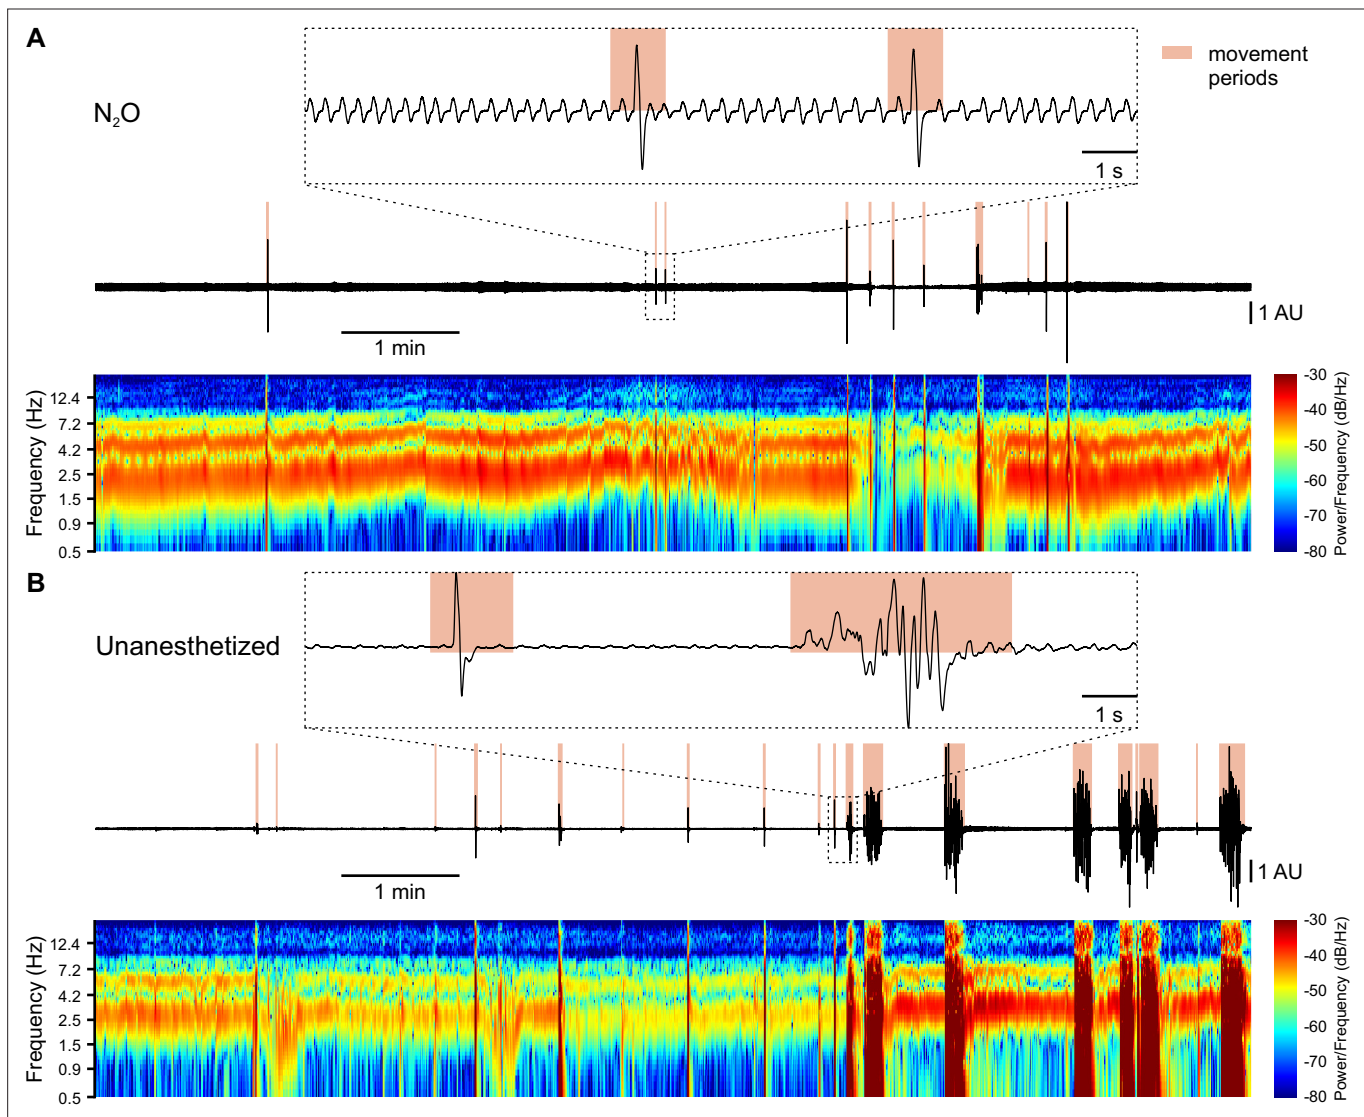 A
movement
periods
N₂O
1 s
1 AU
1 min
Frequency (Hz)
12.4
7.2
4.2
2.5
1.5
0.9
0.5
-30
-40
-50
-60
-70
-80
Power/Frequency (dB/Hz)
B
Unanesthetized
1 s
1 AU
1 min
Frequency (Hz)
12.4
7.2
4.2
2.5
1.5
0.9
0.5
-30
-40
-50
-60
-70
-80
Power/Frequency (dB/Hz)